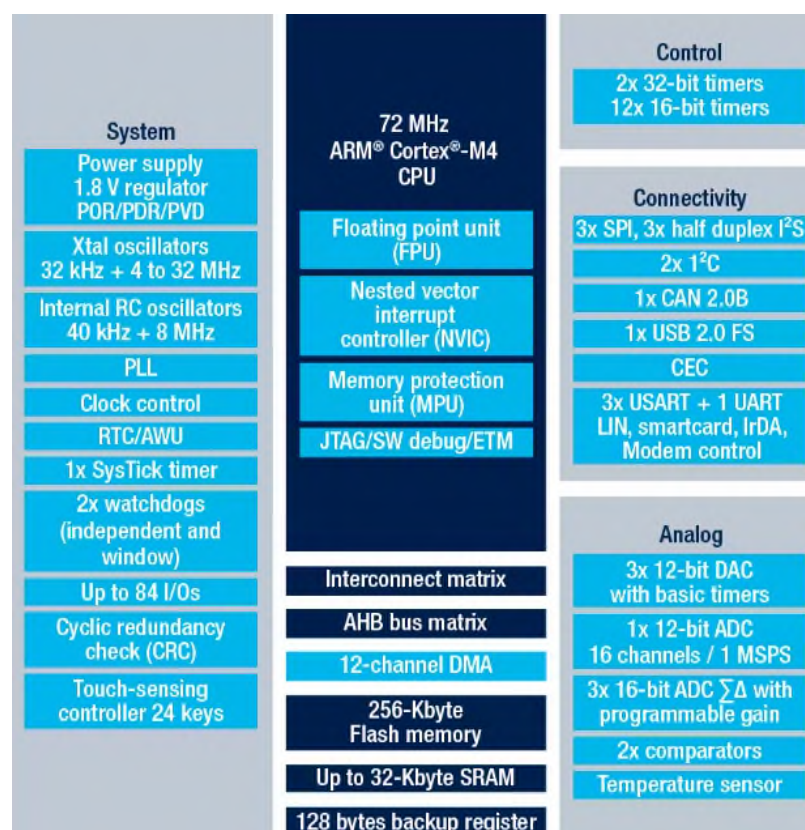 System
Power supply
1.8 V regulator
POR/PDR/PVD
Xtal oscillators
32 kHz + 4 to 32 MHz
Internal RC oscillators
40 kHz + 8 MHz
PLL
Clock control
RTC/AWU
1x SysTick timer
2x watchdogs
(independent and
window)
Up to 84 I/Os
Cyclic redundancy
check (CRC)
Touch-sensing
controller 24 keys
72 MHz
ARM® Cortex®-M4
CPU
Floating point unit
(FPU)
Nested vector
interrupt
controller (NVIC)
Memory protection
unit (MPU)
JTAG/SW debug/ETM
Interconnect matrix
AHB bus matrix
12-channel DMA
256-Kbyte
Flash memory
Up to 32-Kbyte SRAM
128 bytes backup register
Control
2x 32-bit timers
12x 16-bit timers
Connectivity
3x SPI, 3x half duplex I²S
2x 1²C
1x CAN 2.0B
1x USB 2.0 FS
CEC
3x USART + 1 UART
LIN, smartcard, IrDA,
Modem control
Analog
3x 12-bit DAC
with basic timers
1x 12-bit ADC
16 channels / 1 MSPS
3x 16-bit ADC ∑Δ with
programmable gain
2x comparators
Temperature sensor